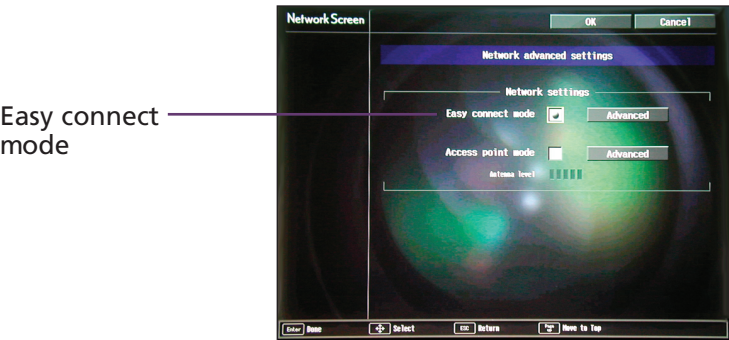 Network Screen
OK
Cancel
Network advanced settings
Easy connect
mode
Network settings
Easy connect mode
Advanced
Access point mode
Advanced
Antenna level
Enter Done
Select
ESC Return
Page Move to Top